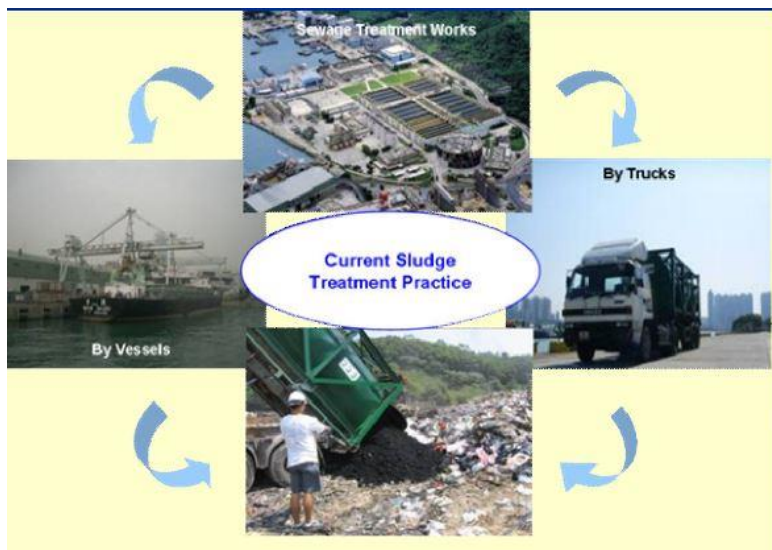 Sewage Treatment Works
By Trucks
Current Sludge
Treatment Practice
By Vessels